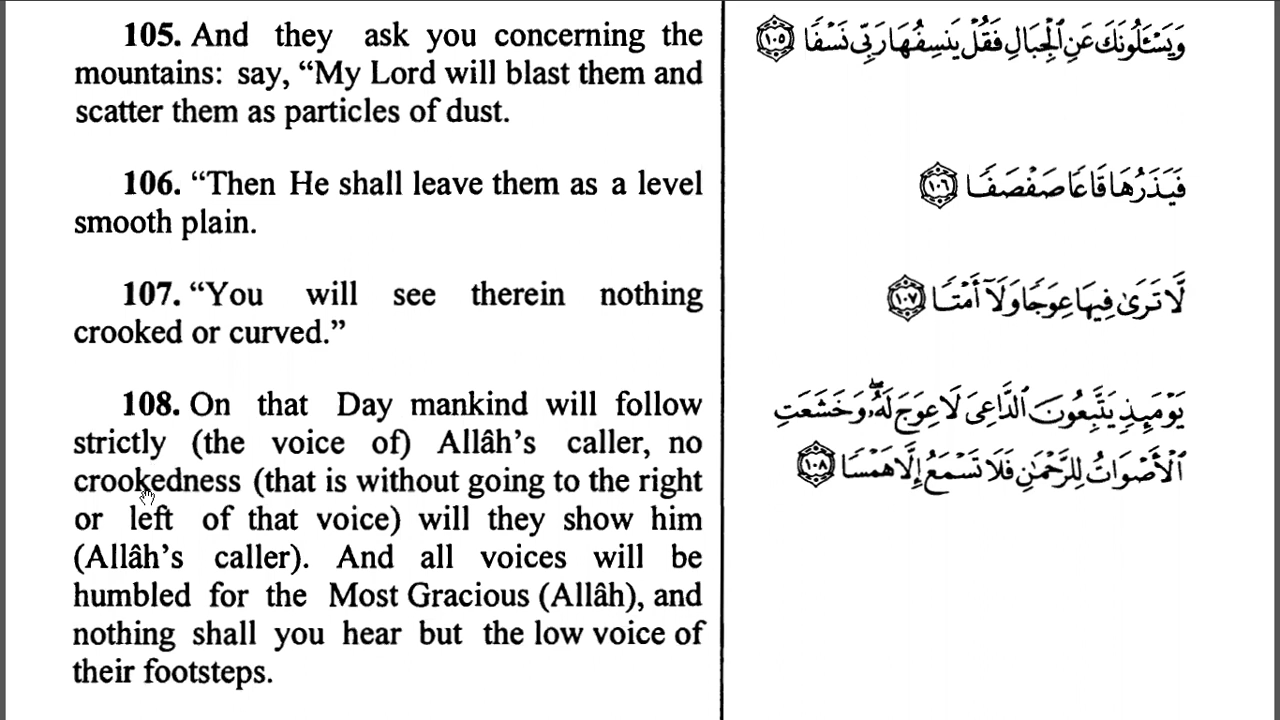 105. And they ask you concerning the
mountains: say, “My Lord will blast them and
scatter them as particles of dust.
106. “Then He shall leave them as a level
smooth plain.
107. “You will see therein nothing
crooked or curved.”
108. On that Day mankind will follow
strictly (the voice of) Allâh’s caller, no
crookedness (that is without going to the right
or left of that voice) will they show him
(Allâh’s caller). And all voices will be
humbled for the Most Gracious (Allâh), and
nothing shall you hear but the low voice of
their footsteps.
وَيَسْـَٔلُونَكَ عَنِ ٱلْجِبَالِ فَقُلْ يَنسِفُهَا رَبِّى نَسْفًا ١٠٥
فَيَذَرُهَا قَاعًا صَفْصَفًا ١٠٦
لَّا تَرَىٰ فِيهَا عِوَجًا وَلَآ أَمْتًا ١٠٧
يَوْمَئِذٍ يَتَّبِعُونَ ٱلدَّاعِىَ لَا عِوَجَ لَهُۥ ۖ وَخَشَعَتِ
ٱلْأَصْوَاتُ لِلرَّحْمَٰنِ فَلَا تَسْمَعُ إِلَّا هَمْسًا ١٠٨